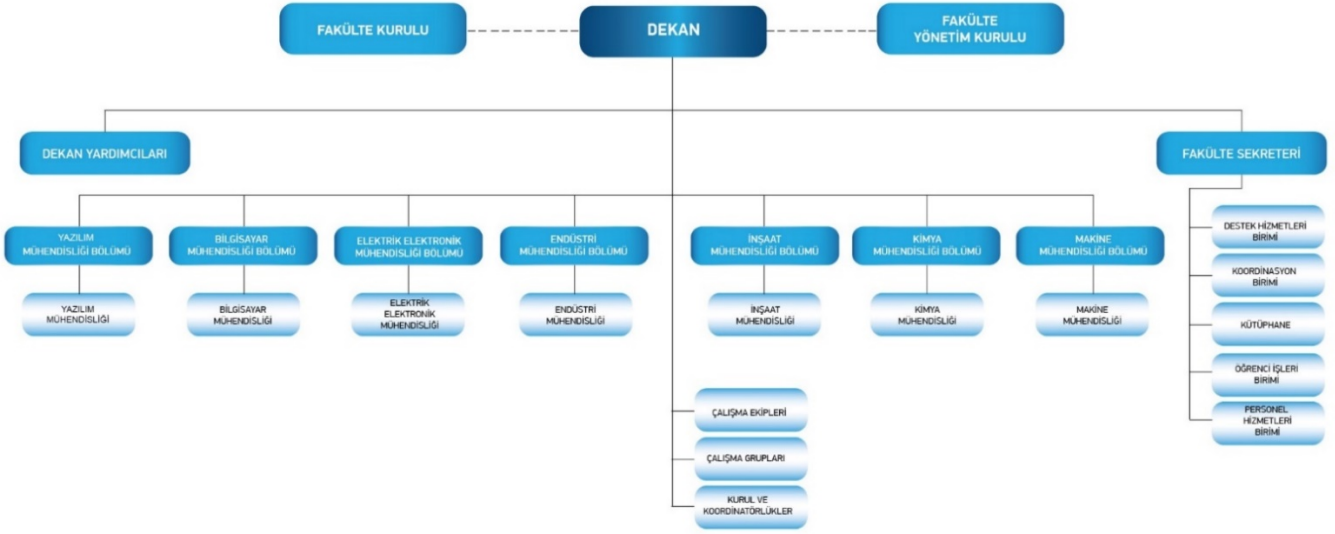 FAKÜLTE KURULU
DEKAN
FAKÜLTE
YÖNETİM KURULU
DEKAN YARDIMCILARI
FAKÜLTE SEKRETERİ
YAZILIM
MÜHENDİSLİĞİ BÖLÜMÜ
BİLGİSAYAR
MÜHENDİSLİĞİ BÖLÜMÜ
ELEKTRİK ELEKTRONİK
MÜHENDİSLİĞİ BÖLÜMÜ
ENDÜSTRİ
MÜHENDİSLİĞİ BÖLÜMÜ
İNŞAAT
MÜHENDİSLİĞİ BÖLÜMÜ
KİMYA
MÜHENDİSLİĞİ BÖLÜMÜ
MAKİNE
MÜHENDİSLİĞİ BÖLÜMÜ
YAZILIM
MÜHENDİSLİĞİ
BİLGİSAYAR
MÜHENDİSLİĞİ
ELEKTRİK
ELEKTRONİK
MÜHENDİSLİĞİ
ENDÜSTRİ
MÜHENDİSLİĞİ
İNŞAAT
MÜHENDİSLİĞİ
KİMYA
MÜHENDİSLİĞİ
MAKİNE
MÜHENDİSLİĞİ
DESTEK HİZMETLERİ
BİRİMİ
KOORDİNASYON
BİRİMİ
KÜTÜPHANE
ÖĞRENCİ İŞLERİ
BİRİMİ
PERSONEL
HİZMETLERİ
BİRİMİ
ÇALIŞMA EKİPLERİ
ÇALIŞMA GRUPLARI
KURUL VE
KOORDİNATÖRLÜKLER